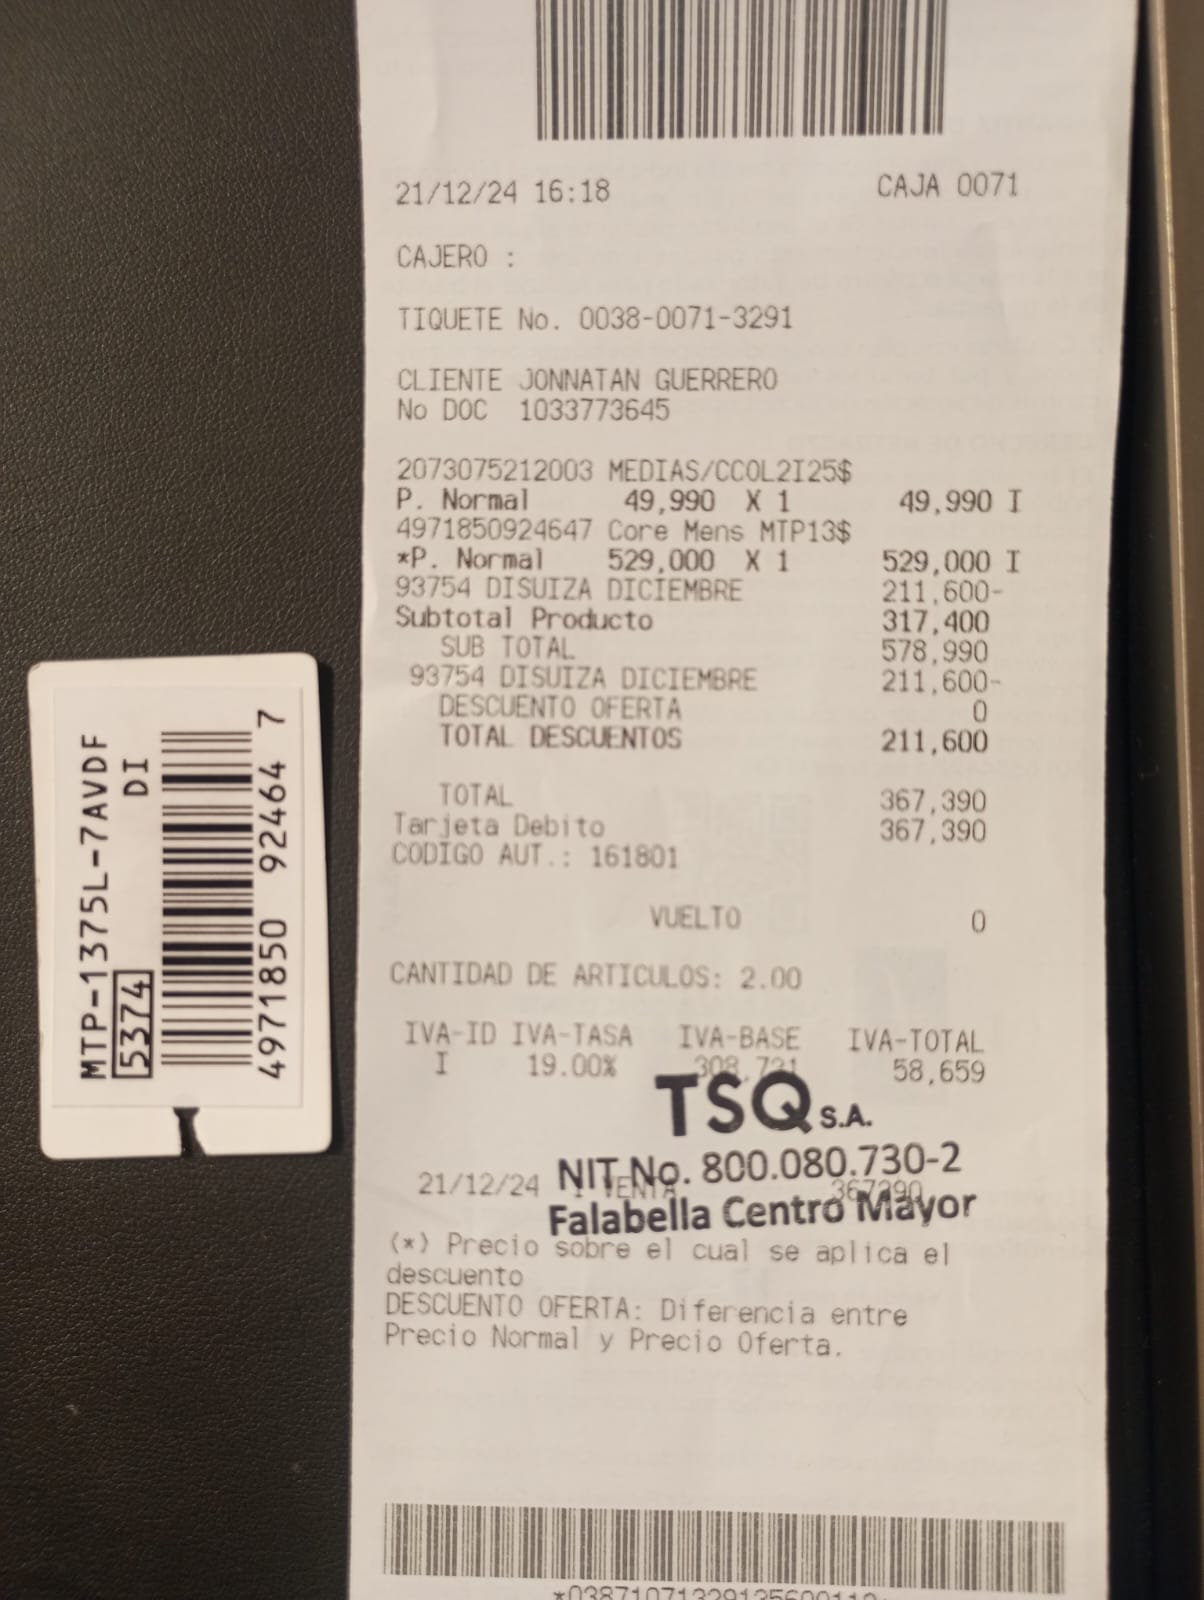 21/12/24 16:18 CAJA 0071
CAJERO :
TIQUETE No. 0038-0071-3291
CLIENTE JONNATAN GUERRERO
No DOC 1033773645
2073075212003 MEDIAS/CCOL2I25$
P. Normal 49,990 X 1 49,990 I
4971850924647 Core Mens MTP13$
*P. Normal 529,000 X 1 529,000 I
93754 DISUIZA DICIEMBRE 211,600-
Subtotal Producto 317,400
SUB TOTAL 578,990
93754 DISUIZA DICIEMBRE 211,600-
DESCUENTO OFERTA 0
TOTAL DESCUENTOS 211,600
TOTAL 367,390
Tarjeta Debito 367,390
CODIGO AUT.: 161801
VUELTO 0
CANTIDAD DE ARTICULOS: 2.00
IVA-ID IVA-TASA IVA-BASE IVA-TOTAL
I 19.00% 308,731 58,659
TSQ S.A.
NIT No. 800.080.730-2
21/12/24 1 VENTA 367390
Falabella Centro Mayor
(*) Precio sobre el cual se aplica el
descuento
DESCUENTO OFERTA: Diferencia entre
Precio Normal y Precio Oferta.
MTP-1375L-7AVDF
DI
5374
4971850 92464 7